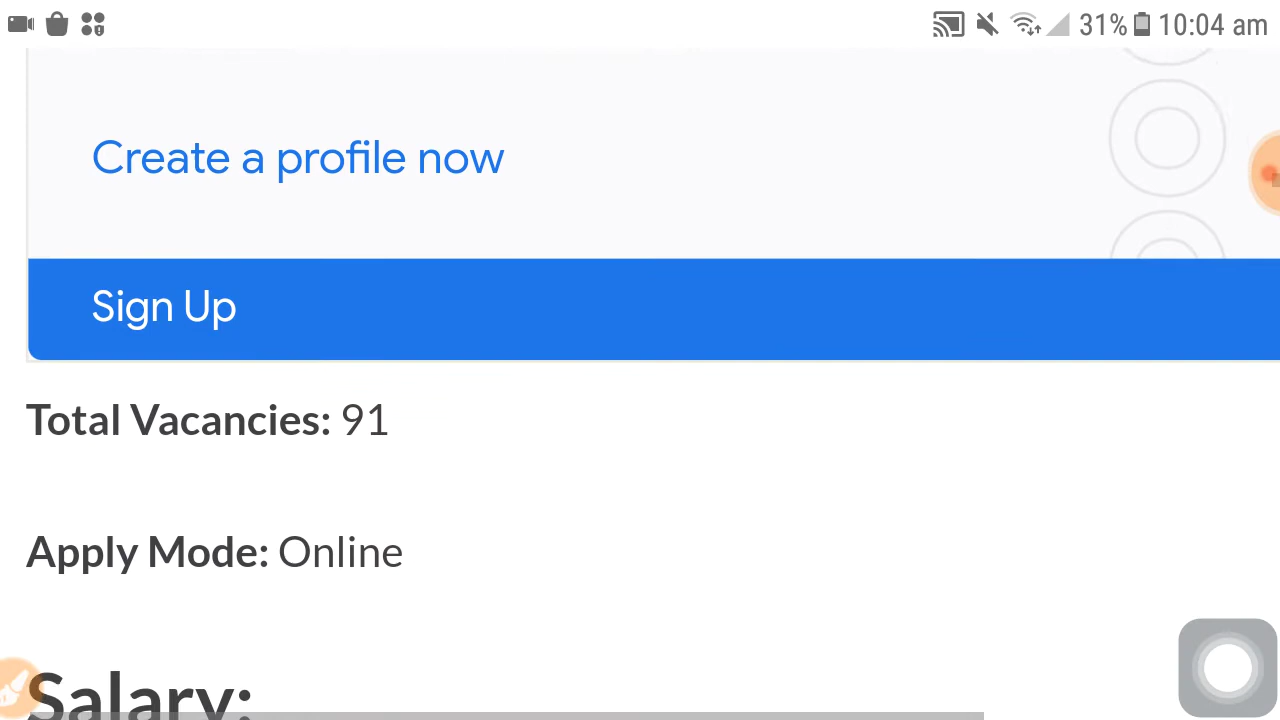 31% 10:04 am
Create a profile now
Sign Up
Total Vacancies: 91
Apply Mode: Online
Salary: